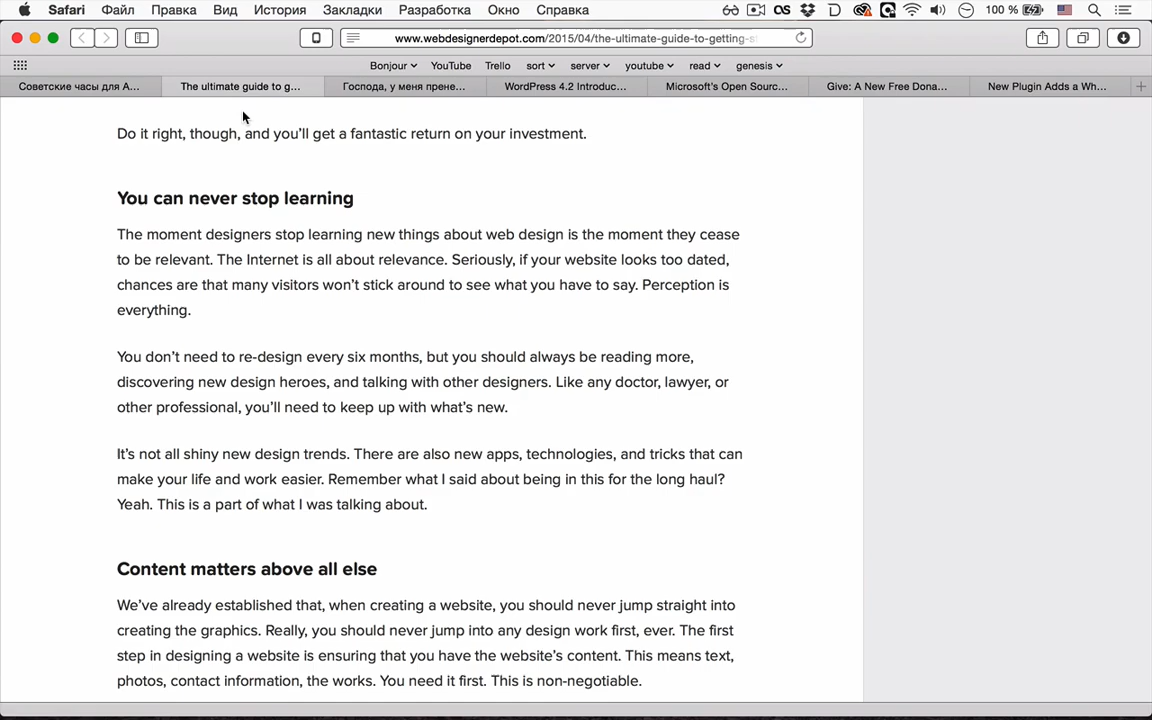 Safari Файл Правка Вид История Закладки Разработка Окно Справка 100 %
www.webdesignerdepot.com/2015/04/the-ultimate-guide-to-getting-s
Bonjour YouTube Trello sort server youtube read genesis
Советские часы для A... The ultimate guide to g... Господа, у меня прене... WordPress 4.2 Introduc... Microsoft's Open Sourc... Give: A New Free Dona... New Plugin Adds a Wh...
Do it right, though, and you’ll get a fantastic return on your investment.
You can never stop learning
The moment designers stop learning new things about web design is the moment they cease
to be relevant. The Internet is all about relevance. Seriously, if your website looks too dated,
chances are that many visitors won’t stick around to see what you have to say. Perception is
everything.
You don’t need to re-design every six months, but you should always be reading more,
discovering new design heroes, and talking with other designers. Like any doctor, lawyer, or
other professional, you’ll need to keep up with what’s new.
It’s not all shiny new design trends. There are also new apps, technologies, and tricks that can
make your life and work easier. Remember what I said about being in this for the long haul?
Yeah. This is a part of what I was talking about.
Content matters above all else
We’ve already established that, when creating a website, you should never jump straight into
creating the graphics. Really, you should never jump into any design work first, ever. The first
step in designing a website is ensuring that you have the website’s content. This means text,
photos, contact information, the works. You need it first. This is non-negotiable.